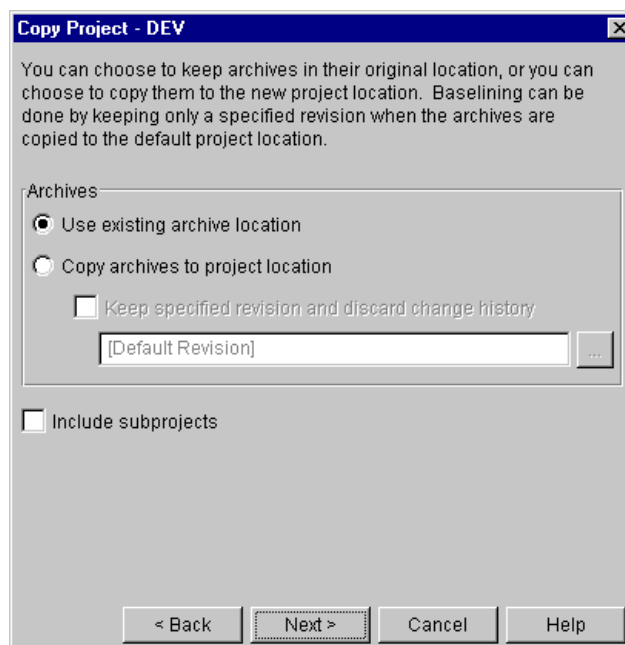 Copy Project - DEV
You can choose to keep archives in their original location, or you can
choose to copy them to the new project location.  Baselining can be
done by keeping only a specified revision when the archives are
copied to the default project location.
Archives
Use existing archive location
Copy archives to project location
Keep specified revision and discard change history
[Default Revision]
...
Include subprojects
< Back
Next >
Cancel
Help